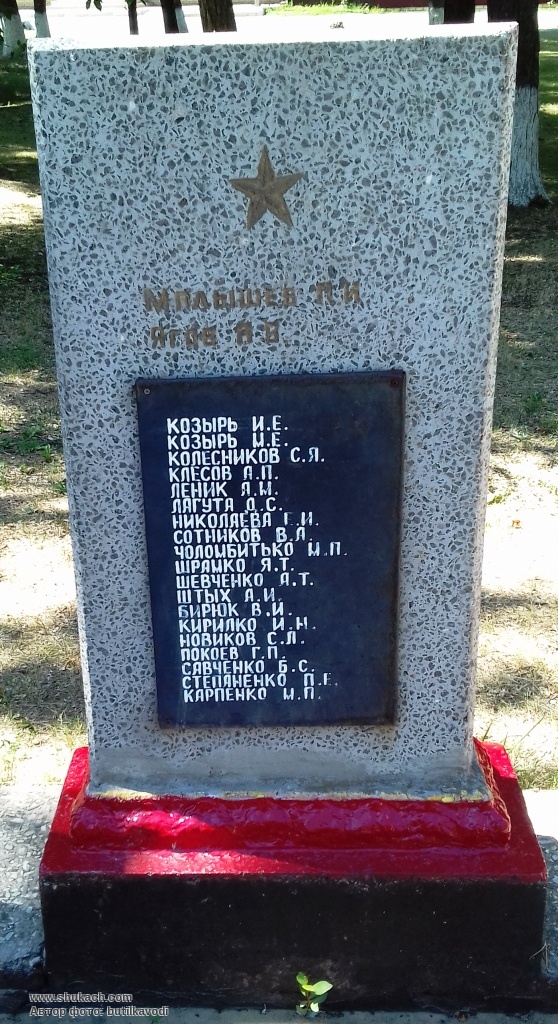 МАЛЫШЕВ П.И
ЯГОВ А.В
КОЗЫРЬ И.Е.
КОЗЫРЬ М.Е.
КОЛЕСНИКОВ С.Я.
КЛЕСОВ А.П.
ЛЕНИК Я.М.
ЛАГУТА Д.С.
НИКОЛАЕВА Г.И.
СОТНИКОВ В.А.
ЧОЛОМБИТЬКО М.П.
ШРАМКО Я.Т.
ШЕВЧЕНКО А.Т.
ШТЫХ А.И.
БИРЮК В.И.
КИРИЛКО И.Н.
НОВИКОВ С.Л.
ПОКОЕВ Г.П.
САВЧЕНКО Б.С.
СТЕПАНЕНКО П.Е.
КАРПЕНКО М.П.
www.shukach.com
Автор фото: butilkavodi